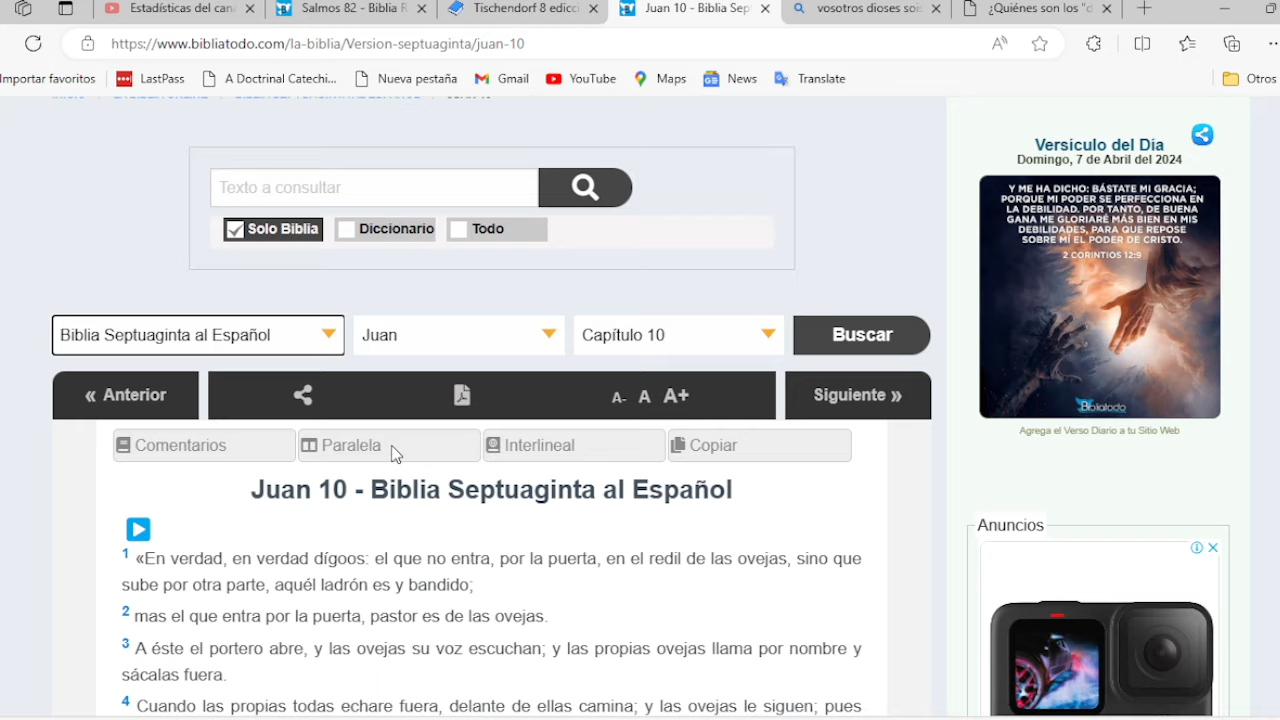 Estadísticas del can
Salmos 82 - Biblia R
Tischendorf 8 edicci
Juan 10 - Biblia Sep
vosotros dioses sois
¿Quiénes son los "d
https://www.bibliatodo.com/la-biblia/Version-septuaginta/juan-10
mportar favoritos
LastPass
A Doctrinal Catechi...
Nueva pestaña
Gmail
YouTube
Maps
News
Translate
Otros
Texto a consultar
Solo Biblia
Diccionario
Todo
Biblia Septuaginta al Español
Juan
Capítulo 10
Buscar
« Anterior
A- A A+
Siguiente »
Comentarios
Paralela
Interlineal
Copiar
Juan 10 - Biblia Septuaginta al Español
1 «En verdad, en verdad dígoos: el que no entra, por la puerta, en el redil de las ovejas, sino que
sube por otra parte, aquél ladrón es y bandido;
2 mas el que entra por la puerta, pastor es de las ovejas.
3 A éste el portero abre, y las ovejas su voz escuchan; y las propias ovejas llama por nombre y
sácalas fuera.
4 Cuando las propias todas echare fuera, delante de ellas camina; y las ovejas le siguen; pues
Versiculo del Día
Domingo, 7 de Abril del 2024
Y ME HA DICHO: BÁSTATE MI GRACIA;
PORQUE MI PODER SE PERFECCIONA EN
LA DEBILIDAD. POR TANTO, DE BUENA
GANA ME GLORIARÉ MÁS BIEN EN MIS
DEBILIDADES, PARA QUE REPOSE
SOBRE MÍ EL PODER DE CRISTO.
2 CORINTIOS 12:9
Bibliatodo
Agrega el Verso Diario a tu Sitio Web
Anuncios